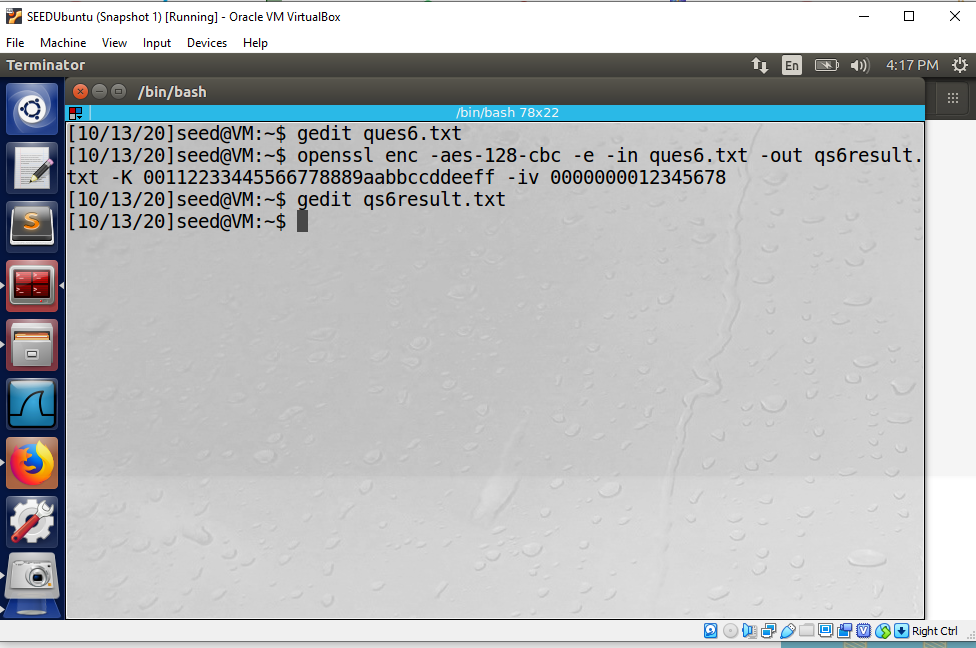 SEEDUbuntu (Snapshot 1) [Running] - Oracle VM VirtualBox
File Machine View Input Devices Help
Terminator En 4:17 PM
/bin/bash
/bin/bash 78x22
[10/13/20]seed@VM:~$ gedit ques6.txt
[10/13/20]seed@VM:~$ openssl enc -aes-128-cbc -e -in ques6.txt -out qs6result.
txt -K 00112233445566778889aabbccddeeff -iv 0000000012345678
[10/13/20]seed@VM:~$ gedit qs6result.txt
[10/13/20]seed@VM:~$
Right Ctrl